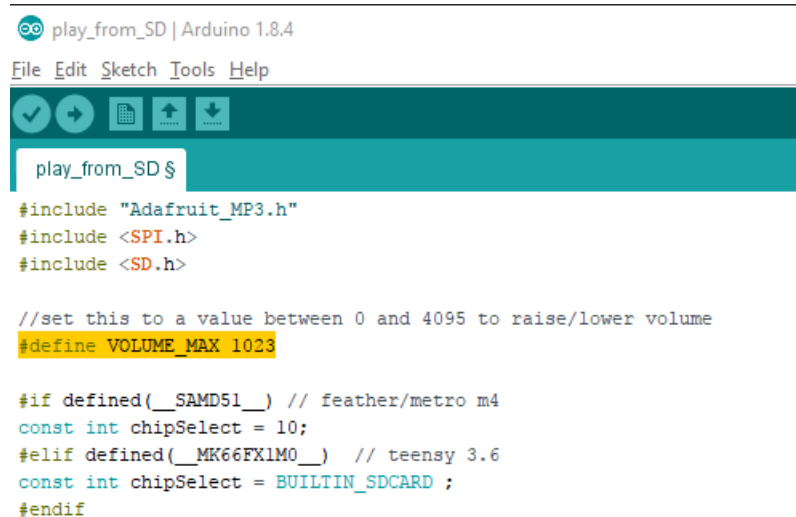 play_from_SD | Arduino 1.8.4
File Edit Sketch Tools Help
play_from_SD §
#include "Adafruit_MP3.h"
#include <SPI.h>
#include <SD.h>
//set this to a value between 0 and 4095 to raise/lower volume
#define VOLUME_MAX 1023
#if defined(__SAMD51__) // feather/metro m4
const int chipSelect = 10;
#elif defined(__MK66FX1M0__)  // teensy 3.6
const int chipSelect = BUILTIN_SDCARD ;
#endif